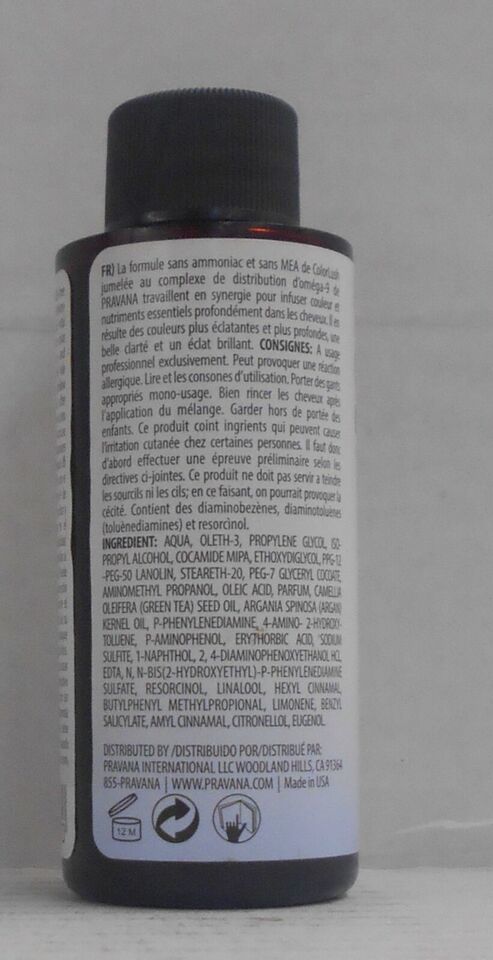 FR) La formule sans ammoniac et sans MEA de ColorLush
jumelée au complexe de distribution d'oméga-9 de
PRAVANA travaillent en synergie pour infuser couleur et
nutriments essentiels profondément dans les cheveux. Il en
résulte des couleurs plus éclatantes et plus profondes, une
belle clarté et un éclat brillant. CONSIGNES: A usage
professionnel exclusivement. Peut provoquer une réaction
allergique. Lire et les consones d'utilisation. Porter des gants
appropriés mono-usage. Bien rincer les cheveux après
l'application du mélange. Garder hors de portée des
enfants. Ce produit coint ingrients qui peuvent causer
l'irritation cutanée chez certaines personnes. Il faut donc
d'abord effectuer une épreuve préliminaire selon les
directives ci-jointes. Ce produit ne doit pas servir a teindre
les sourcils ni les cils; en ce faisant, on pourrait provoquer la
cécité. Contient des diaminobezènes, diaminotoluènes
(toluènediamines) et resorcinol.
INGREDIENT: AQUA, OLETH-3, PROPYLENE GLYCOL, ISO-
PROPYL ALCOHOL, COCAMIDE MIPA, ETHOXYDIGLYCOL, PPG-12
-PEG-50 LANOLIN, STEARETH-20, PEG-7 GLYCERYL COCOATE,
AMINOMETHYL PROPANOL, OLEIC ACID, PARFUM, CAMELLIA
OLEIFERA (GREEN TEA) SEED OIL, ARGANIA SPINOSA (ARGAN)
KERNEL OIL, P-PHENYLENEDIAMINE, 4-AMINO- 2-HYDROXY-
TOLUENE, P-AMINOPHENOL, ERYTHORBIC ACID, SODIUM
SULFITE, 1-NAPHTHOL, 2, 4-DIAMINOPHENOXYETHANOL HCL,
EDTA, N, N-BIS(2-HYDROXYETHYL)-P-PHENYLENEDIAMINE
SULFATE, RESORCINOL, LINALOOL, HEXYL CINNAMAL,
BUTYLPHENYL METHYLPROPIONAL, LIMONENE, BENZYL
SALICYLATE, AMYL CINNAMAL, CITRONELLOL, EUGENOL
DISTRIBUTED BY /DISTRIBUIDO POR/DISTRIBUÉ PAR:
PRAVANA INTERNATIONAL LLC WOODLAND HILLS, CA 91364
855-PRAVANA | WWW.PRAVANA.COM | Made in USA
12 M